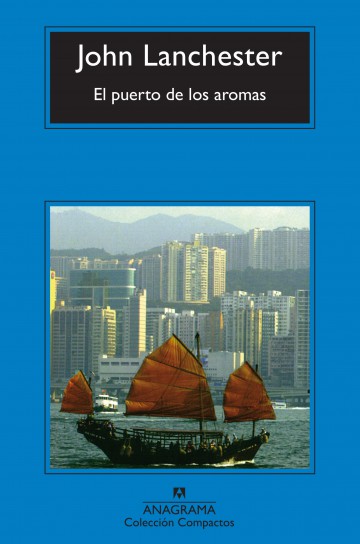 John Lanchester
El puerto de los aromas
ANAGRAMA
Colección Compactos